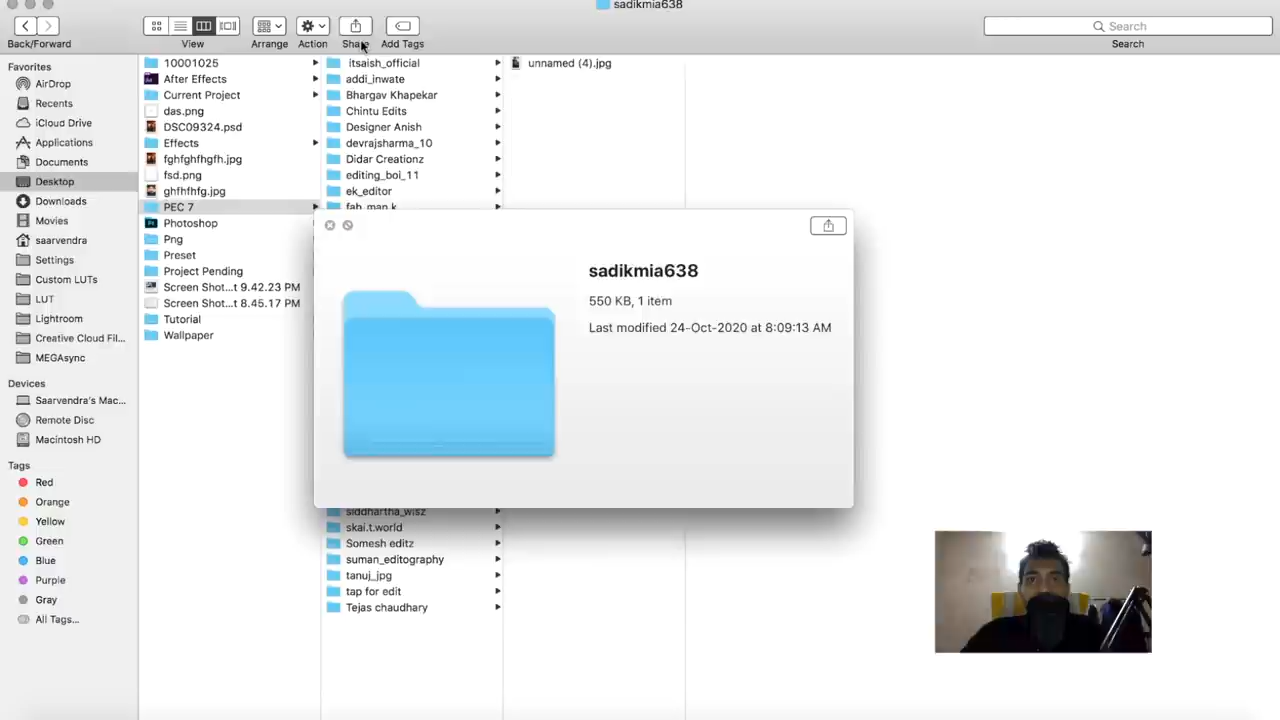 sadikmia638
Search
Back/Forward
View
Arrange
Action
Share
Add Tags
Search
Favorites
AirDrop
Recents
iCloud Drive
Applications
Documents
Desktop
Downloads
Movies
saarvendra
Settings
Custom LUTs
LUT
Lightroom
Creative Cloud Fil...
MEGAsync
Devices
Saarvendra's Mac...
Remote Disc
Macintosh HD
Tags
Red
Orange
Yellow
Green
Blue
Purple
Gray
All Tags...
10001025
After Effects
Current Project
das.png
DSC09324.psd
Effects
fghfghfhgfh.jpg
fsd.png
ghfhfhfg.jpg
PEC 7
Photoshop
Png
Preset
Project Pending
Screen Shot...t 9.42.23 PM
Screen Shot...t 8.45.17 PM
Tutorial
Wallpaper
itsaish_official
addi_inwate
Bhargav Khapekar
Chintu Edits
Designer Anish
devrajsharma_10
Didar Creationz
editing_boi_11
ek_editor
fab_man.k
siddhartha_wisz
skai.t.world
Somesh editz
suman_editography
tanuj_jpg
tap for edit
Tejas chaudhary
unnamed (4).jpg
sadikmia638
550 KB, 1 item
Last modified 24-Oct-2020 at 8:09:13 AM